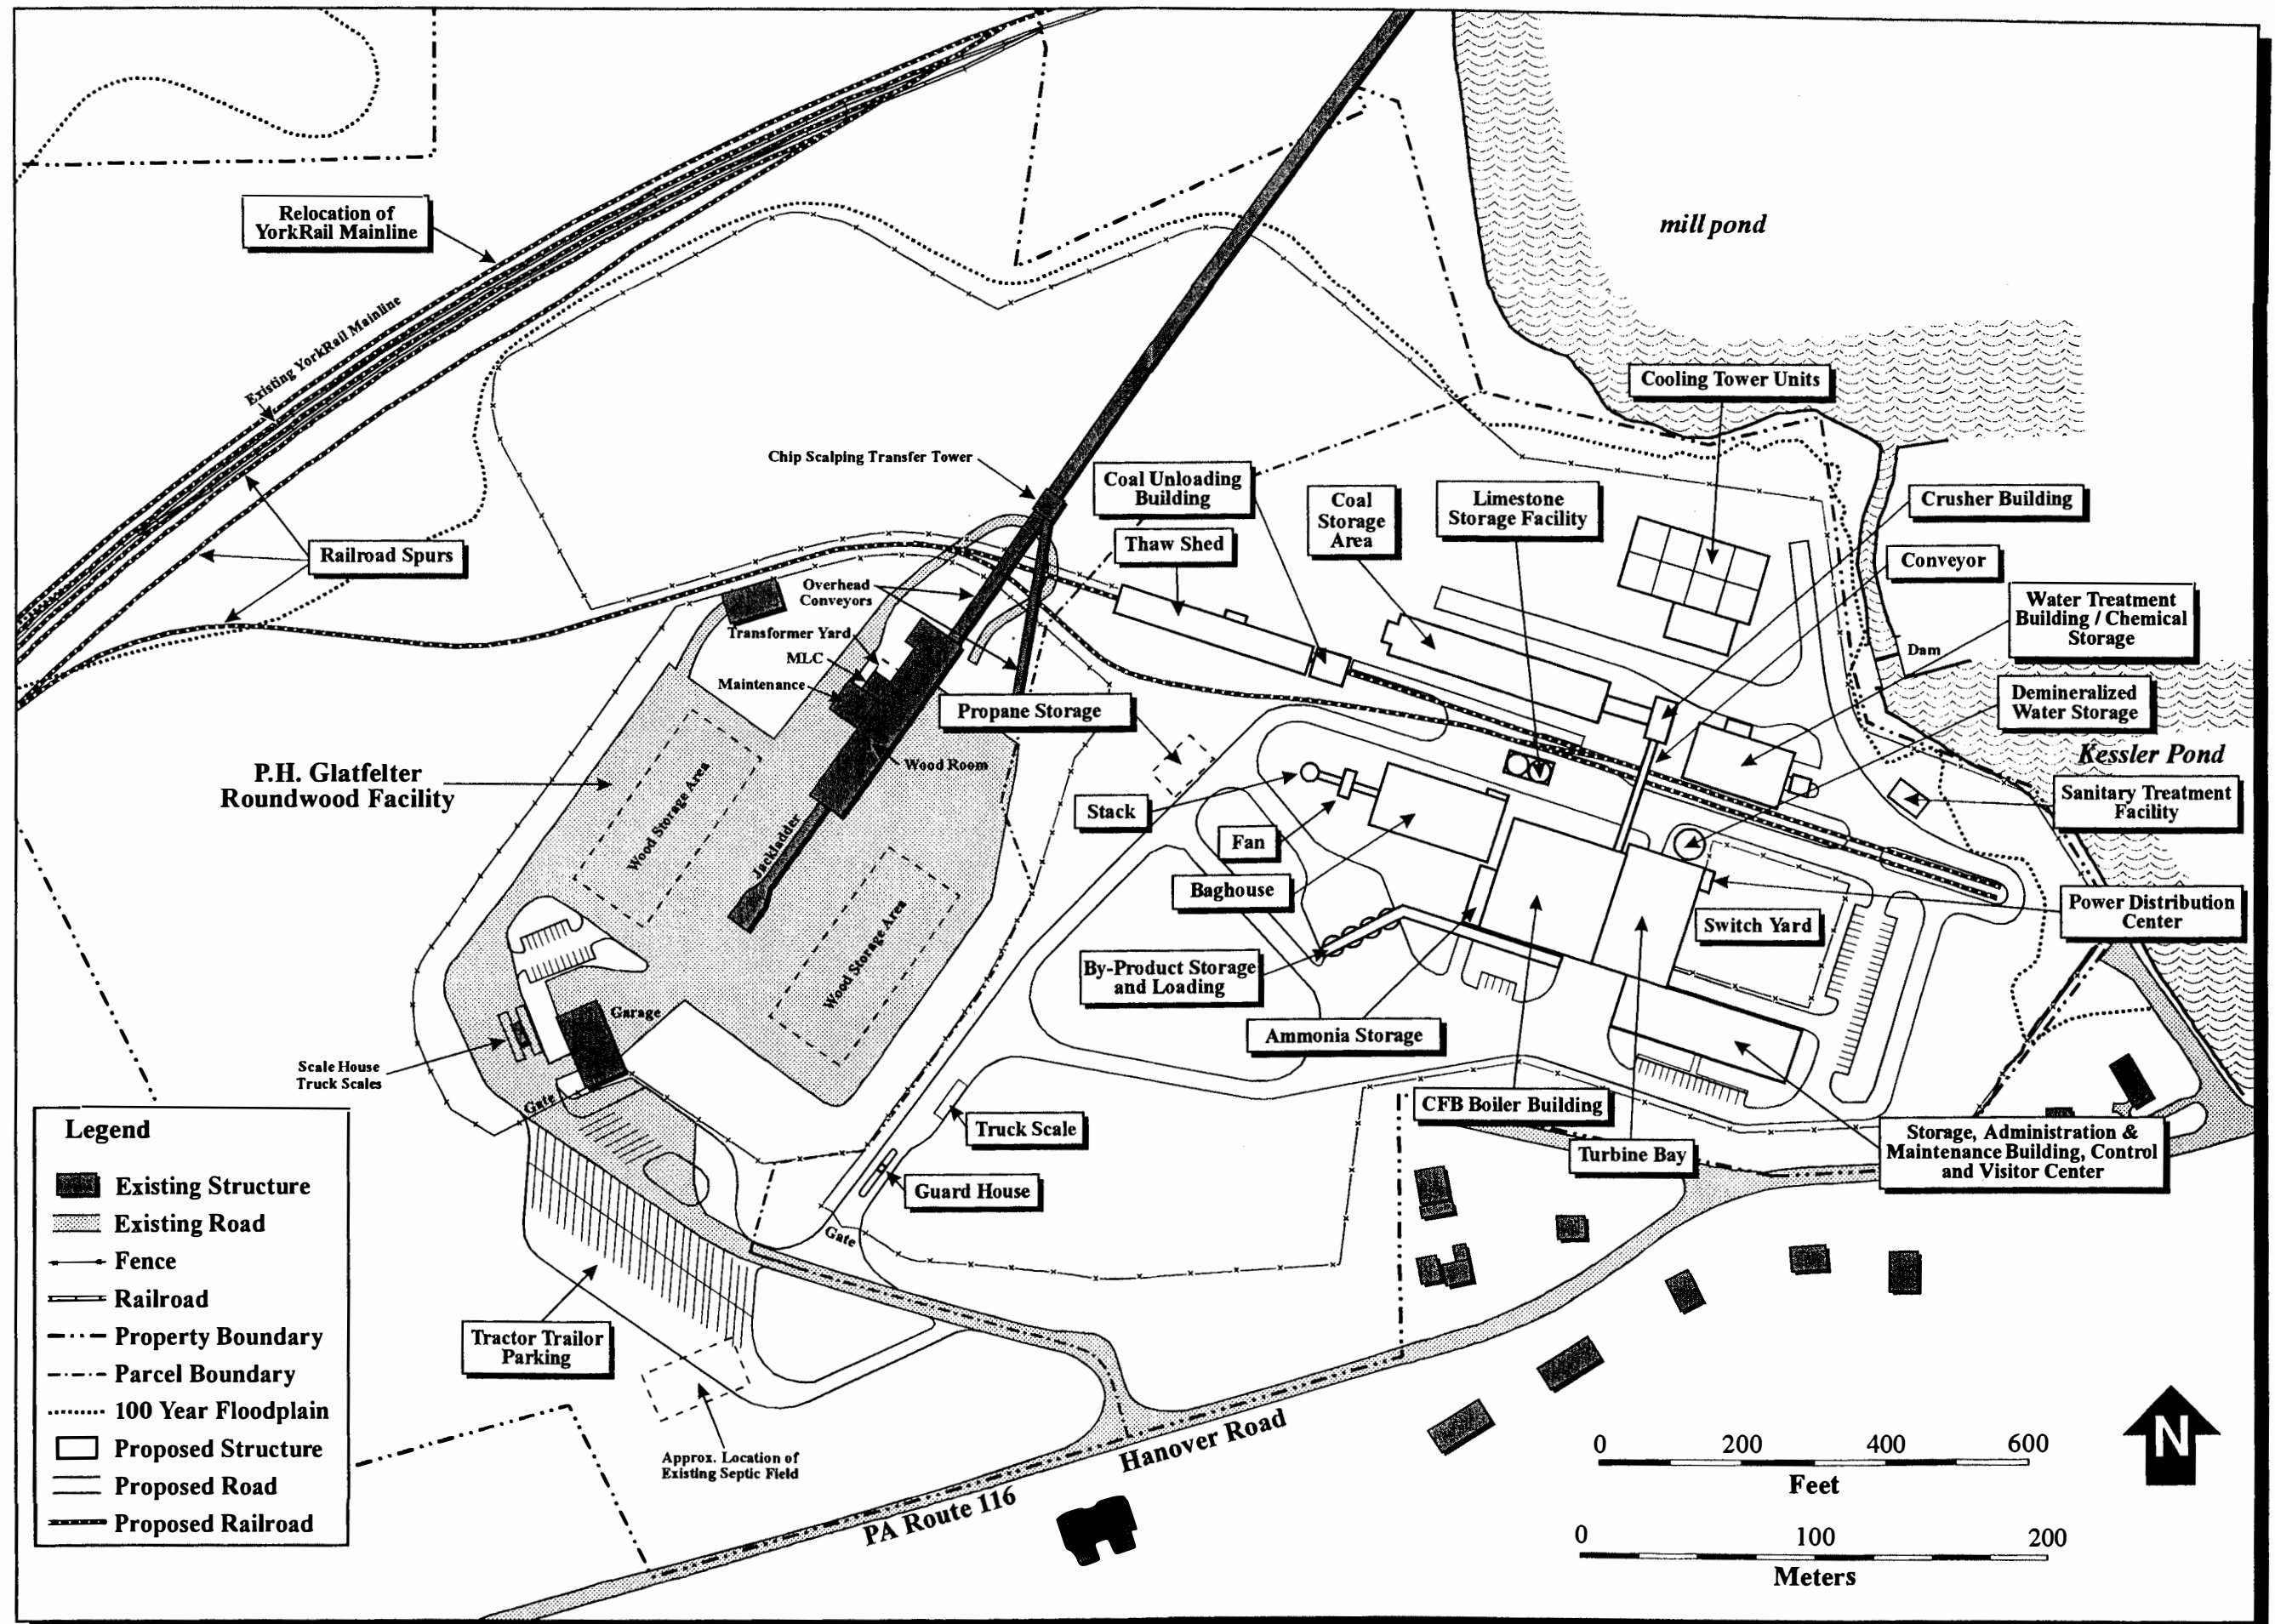 mill pond
Relocation of
YorkRail Mainline
Existing YorkRail Mainline
Cooling Tower Units
Chip Scalping Transfer Tower
Coal Unloading
Building
Coal
Storage
Area
Limestone
Storage Facility
Crusher Building
Thaw Shed
Railroad Spurs
Conveyor
Overhead
Conveyors
Water Treatment
Building / Chemical
Storage
Transformer Yard
MLC
Dam
Maintenance
Demineralized
Water Storage
Propane Storage
Kessler Pond
Wood Room
P.H. Glatfelter
Roundwood Facility
Wood Storage Area
Stack
Sanitary Treatment
Facility
Fan
Jackladder
Baghouse
Power Distribution
Center
Switch Yard
Wood Storage Area
By-Product Storage
and Loading
Garage
Ammonia Storage
Scale House
Truck Scales
Gate
CFB Boiler Building
Truck Scale
Storage, Administration &
Maintenance Building, Control
and Visitor Center
Turbine Bay
Guard House
Gate
Legend
Existing Structure
Existing Road
Fence
Railroad
Property Boundary
Parcel Boundary
100 Year Floodplain
Proposed Structure
Proposed Road
Proposed Railroad
Tractor Trailor
Parking
Approx. Location of
Existing Septic Field
Hanover Road
PA Route 116
0 200 400 600
Feet
0 100 200
Meters
N